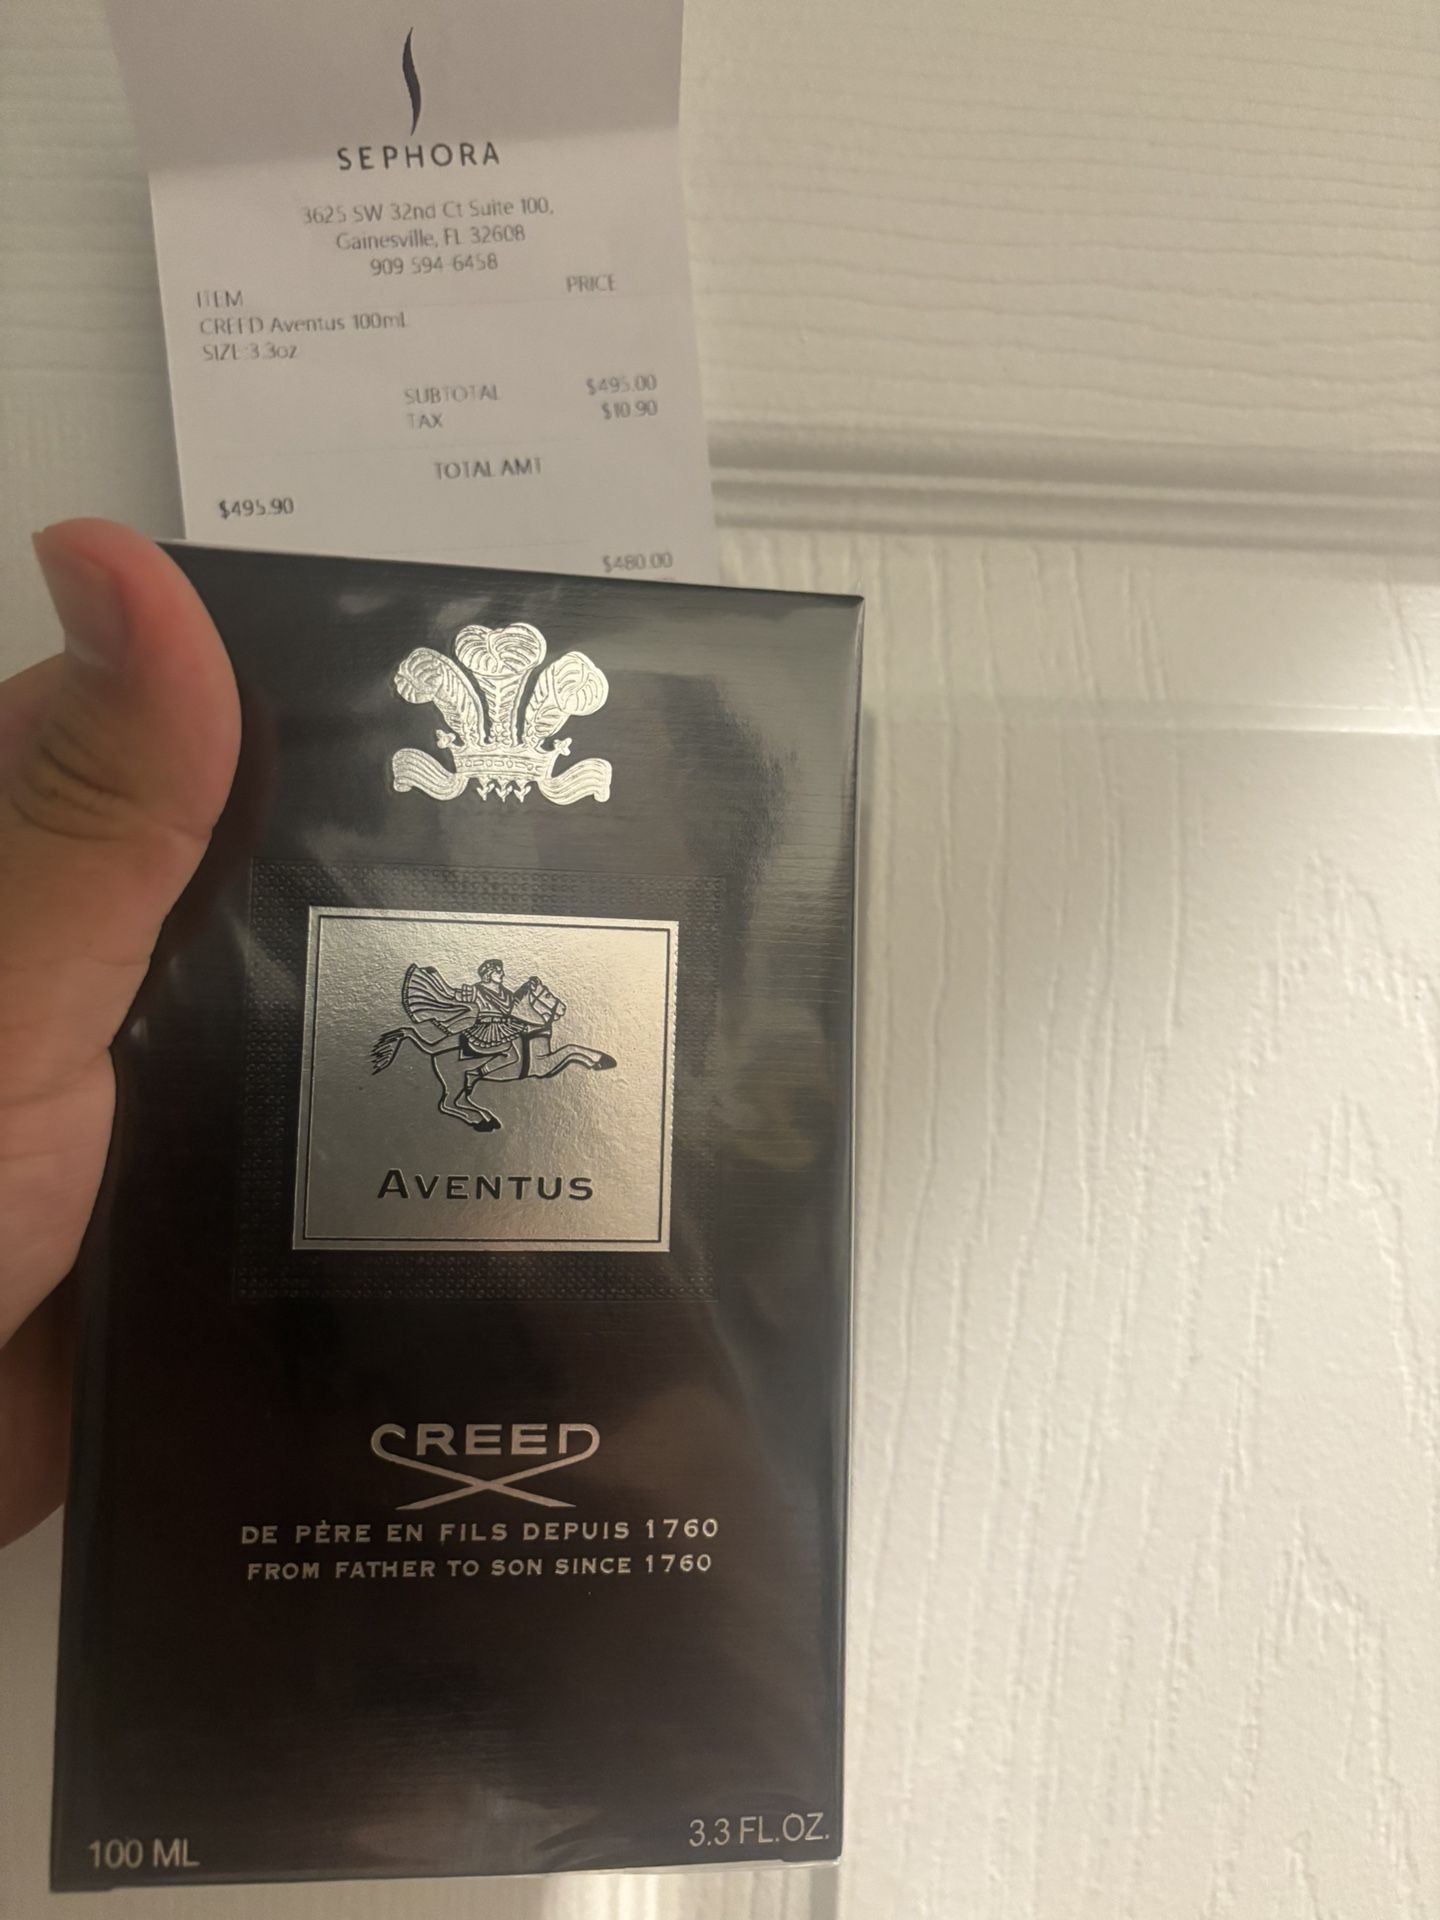 SEPHORA
3625 SW 32nd Ct Suite 100,
Gainesville, FL 32608
909 594-6458
ITEM PRICE
CREED Aventus 100mL
SIZE 3.3oz
SUBTOTAL $495.00
TAX $10.90
TOTAL AMT
$495.90
$480.00
AVENTUS
CREED
DE PÈRE EN FILS DEPUIS 1760
FROM FATHER TO SON SINCE 1760
100 ML 3.3 FL.OZ.